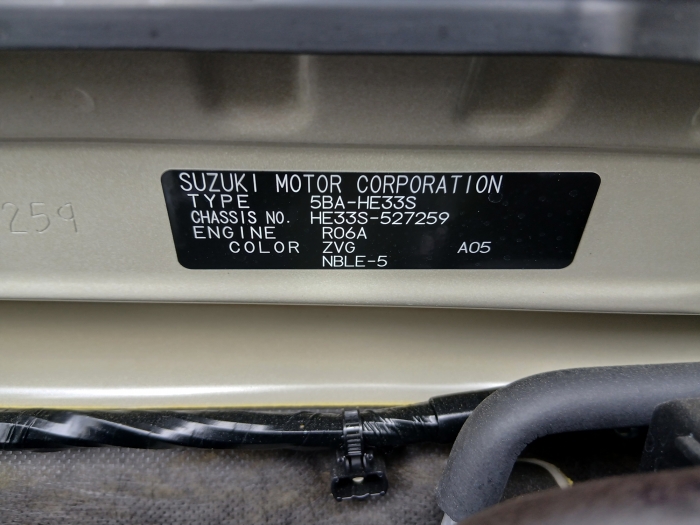 SUZUKI MOTOR CORPORATION
TYPE 5BA-HE33S
CHASSIS NO. HE33S-527259
ENGINE R06A
COLOR ZVG A05
NBLE-5
259